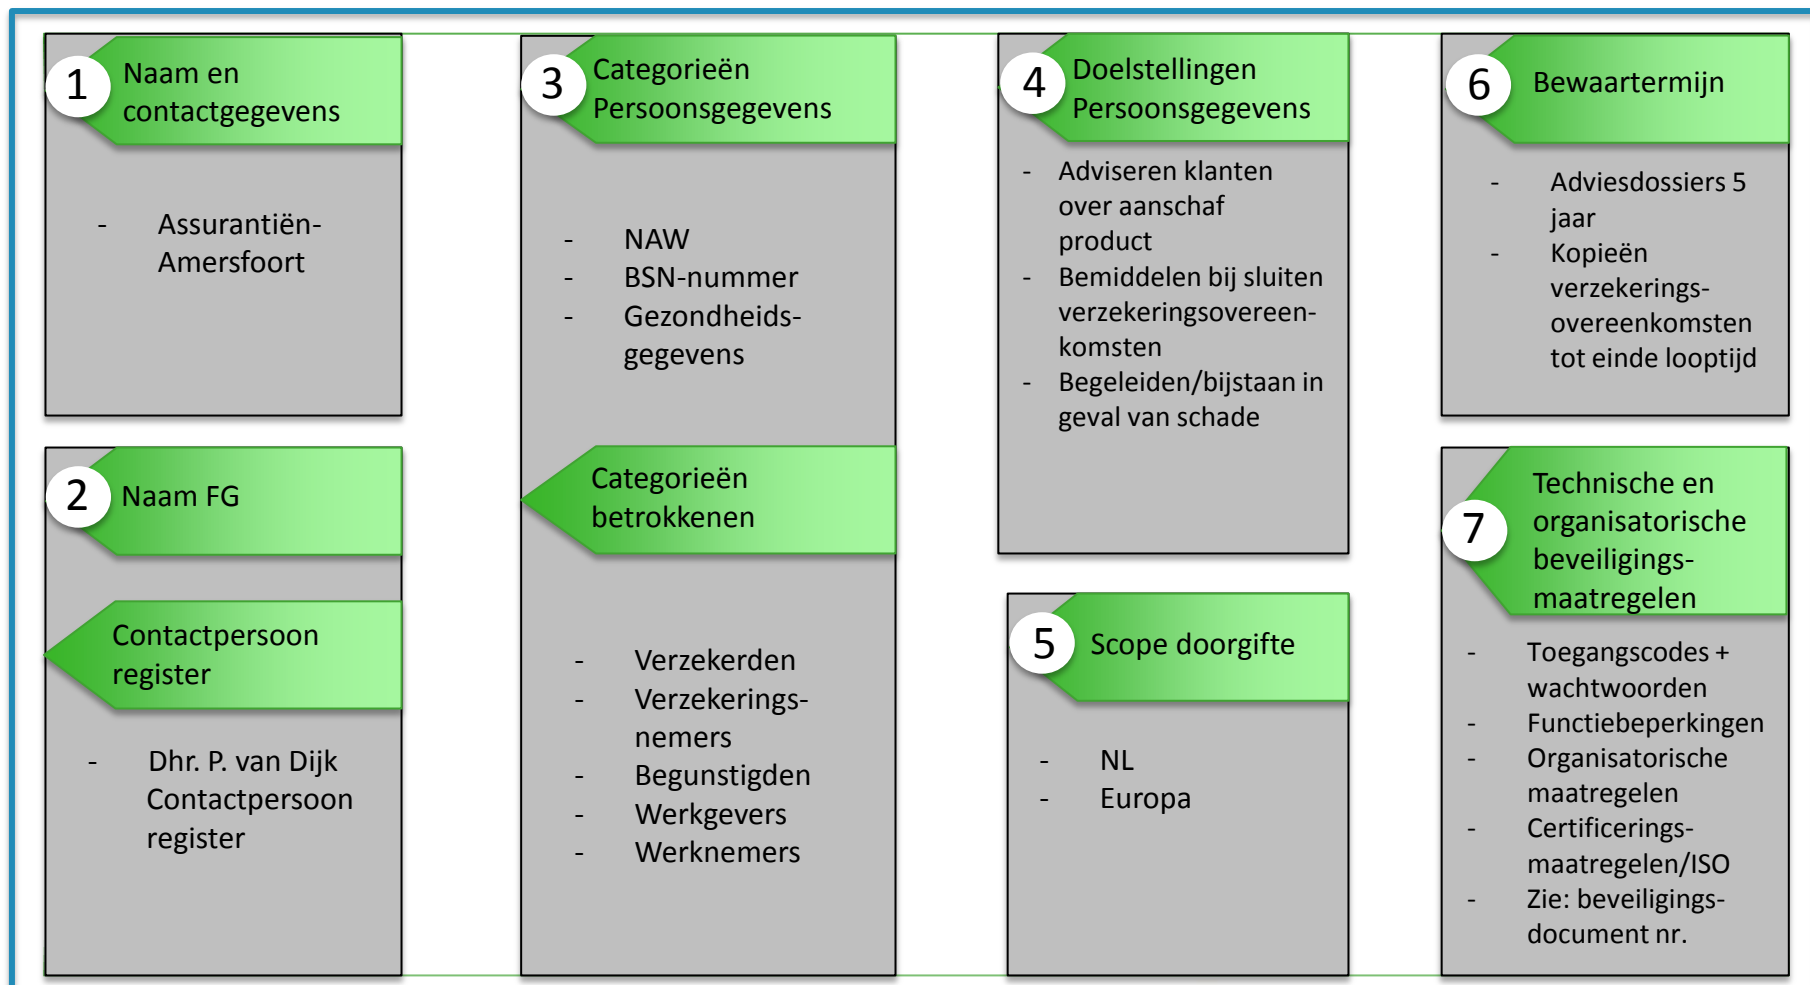 1
Naam en
contactgegevens
- Assurantiën-
Amersfoort
2
Naam FG
Contactpersoon
register
- Dhr. P. van Dijk
Contactpersoon
register
3
Categorieën
Persoonsgegevens
- NAW
- BSN-nummer
- Gezondheids-
gegevens
Categorieën
betrokkenen
- Verzekerden
- Verzekerings-
nemers
- Begunstigden
- Werkgevers
- Werknemers
4
Doelstellingen
Persoonsgegevens
- Adviseren klanten
over aanschaf
product
- Bemiddelen bij sluiten
verzekeringsovereen-
komsten
- Begeleiden/bijstaan in
geval van schade
5
Scope doorgifte
- NL
- Europa
6
Bewaartermijn
- Adviesdossiers 5
jaar
- Kopieën
verzekerings-
overeenkomsten
tot einde looptijd
7
Technische en
organisatorische
beveiligings-
maatregelen
- Toegangscodes +
wachtwoorden
- Functiebeperkingen
- Organisatorische
maatregelen
- Certificerings-
maatregelen/ISO
- Zie: beveiligings-
document nr.